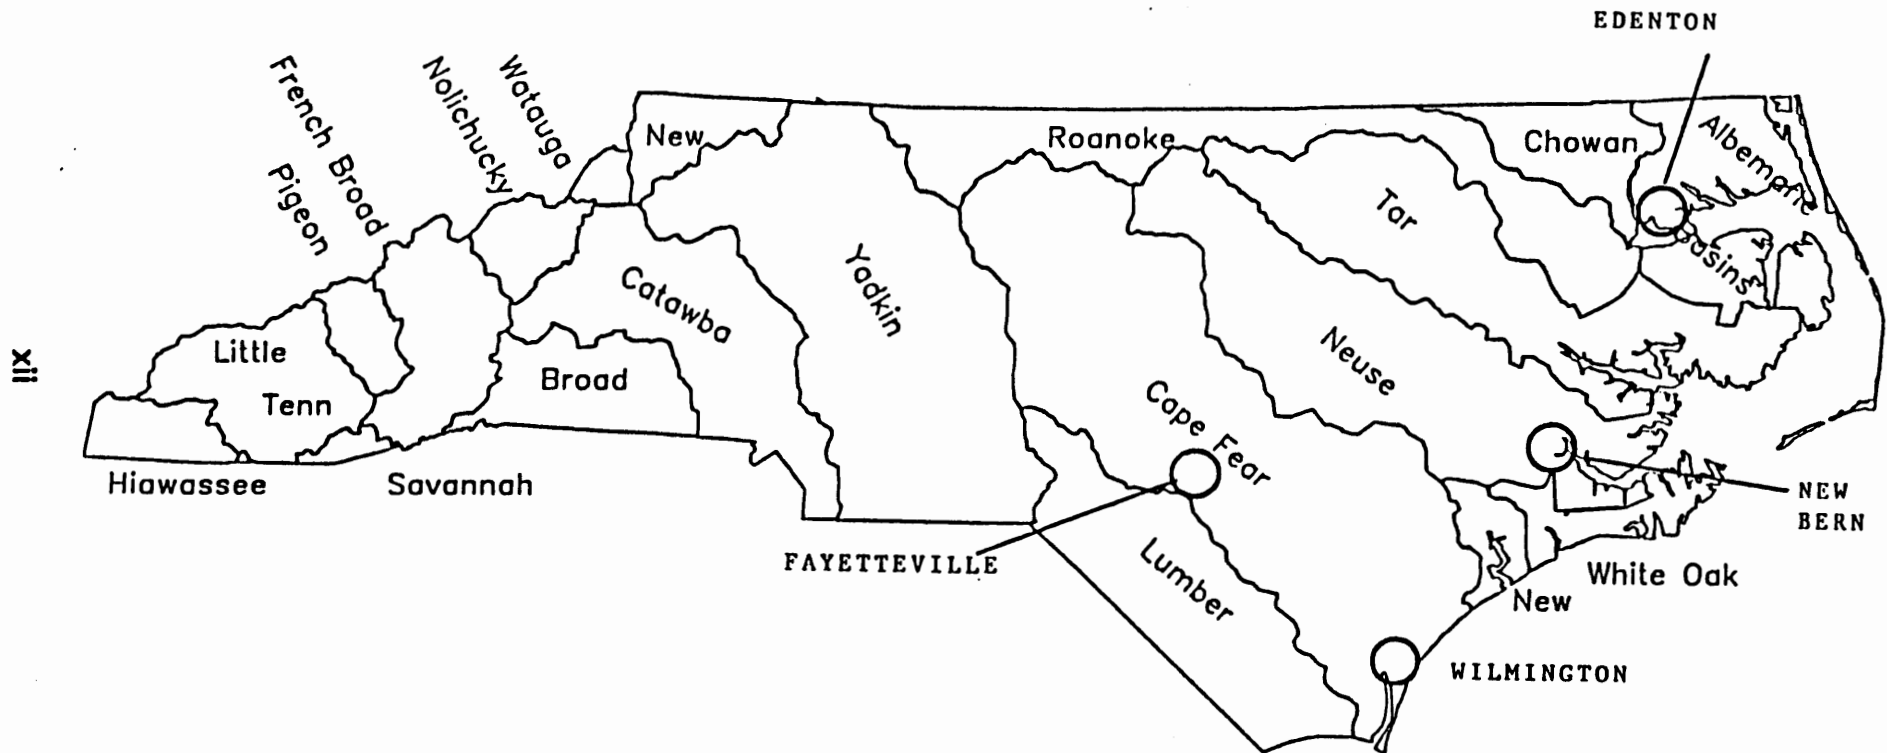 EDENTON
French Broad
Pigeon
Nolichucky
Watauga
New
Roanoke
Chowan
Albemarle
Basins
Tar
Yadkin
Catawba
Little
Tenn
Broad
Neuse
Cape Fear
xii
Hiawassee
Savannah
NEW
BERN
FAYETTEVILLE
Lumber
White Oak
New
WILMINGTON